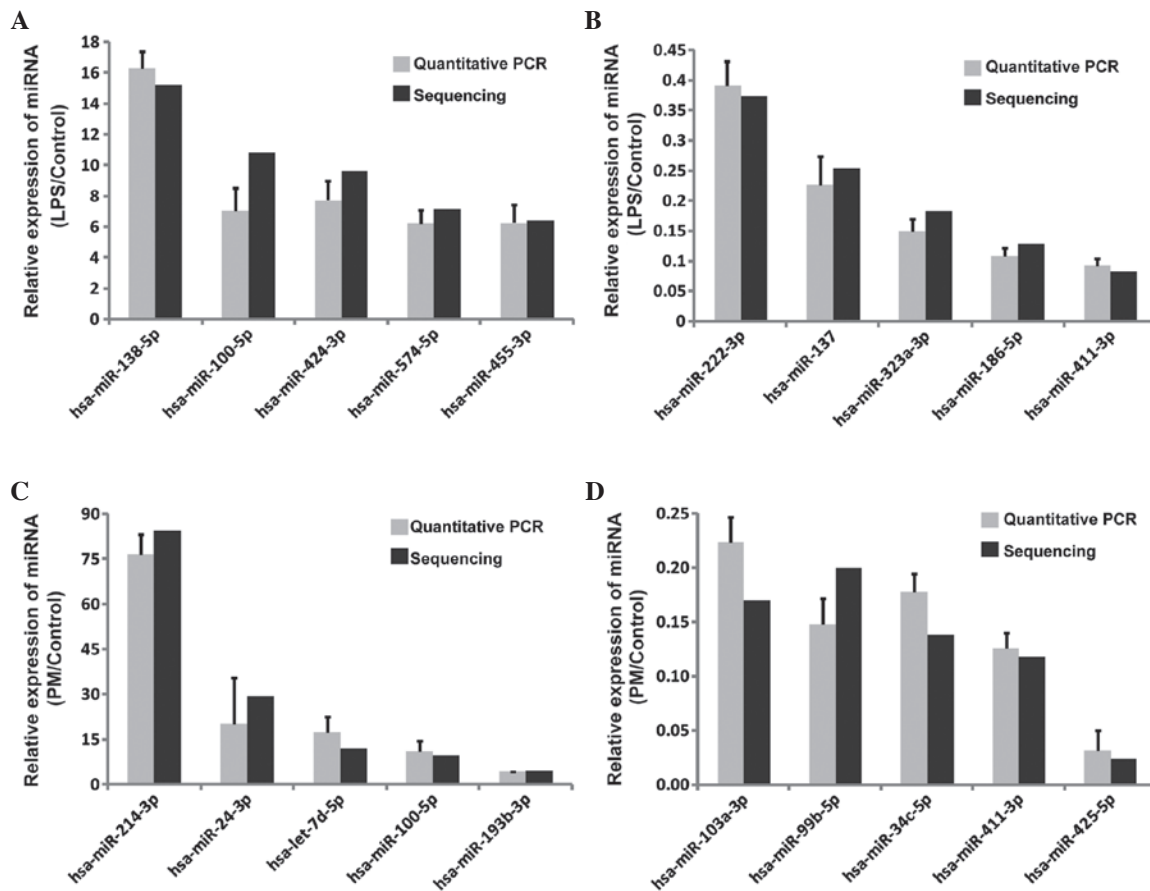 A
Relative expression of miRNA
(LPS/Control)
18
16
14
12
10
8
6
4
2
0
Quantitative PCR
Sequencing
hsa-miR-138-5p
hsa-miR-100-5p
hsa-miR-424-3p
hsa-miR-574-5p
hsa-miR-455-3p
B
Relative expression of miRNA
(LPS/Control)
0.45
0.4
0.35
0.3
0.25
0.2
0.15
0.1
0.05
0
Quantitative PCR
Sequencing
hsa-miR-222-3p
hsa-miR-137
hsa-miR-323a-3p
hsa-miR-186-5p
hsa-miR-411-3p
C
Relative expression of miRNA
(PM/Control)
90
75
60
45
30
15
0
Quantitative PCR
Sequencing
hsa-miR-214-3p
hsa-miR-24-3p
hsa-let-7d-5p
hsa-miR-100-5p
hsa-miR-193b-3p
D
Relative expression of miRNA
(PM/Control)
0.25
0.20
0.15
0.10
0.05
0.00
Quantitative PCR
Sequencing
hsa-miR-103a-3p
hsa-miR-99b-5p
hsa-miR-34c-5p
hsa-miR-411-3p
hsa-miR-425-5p